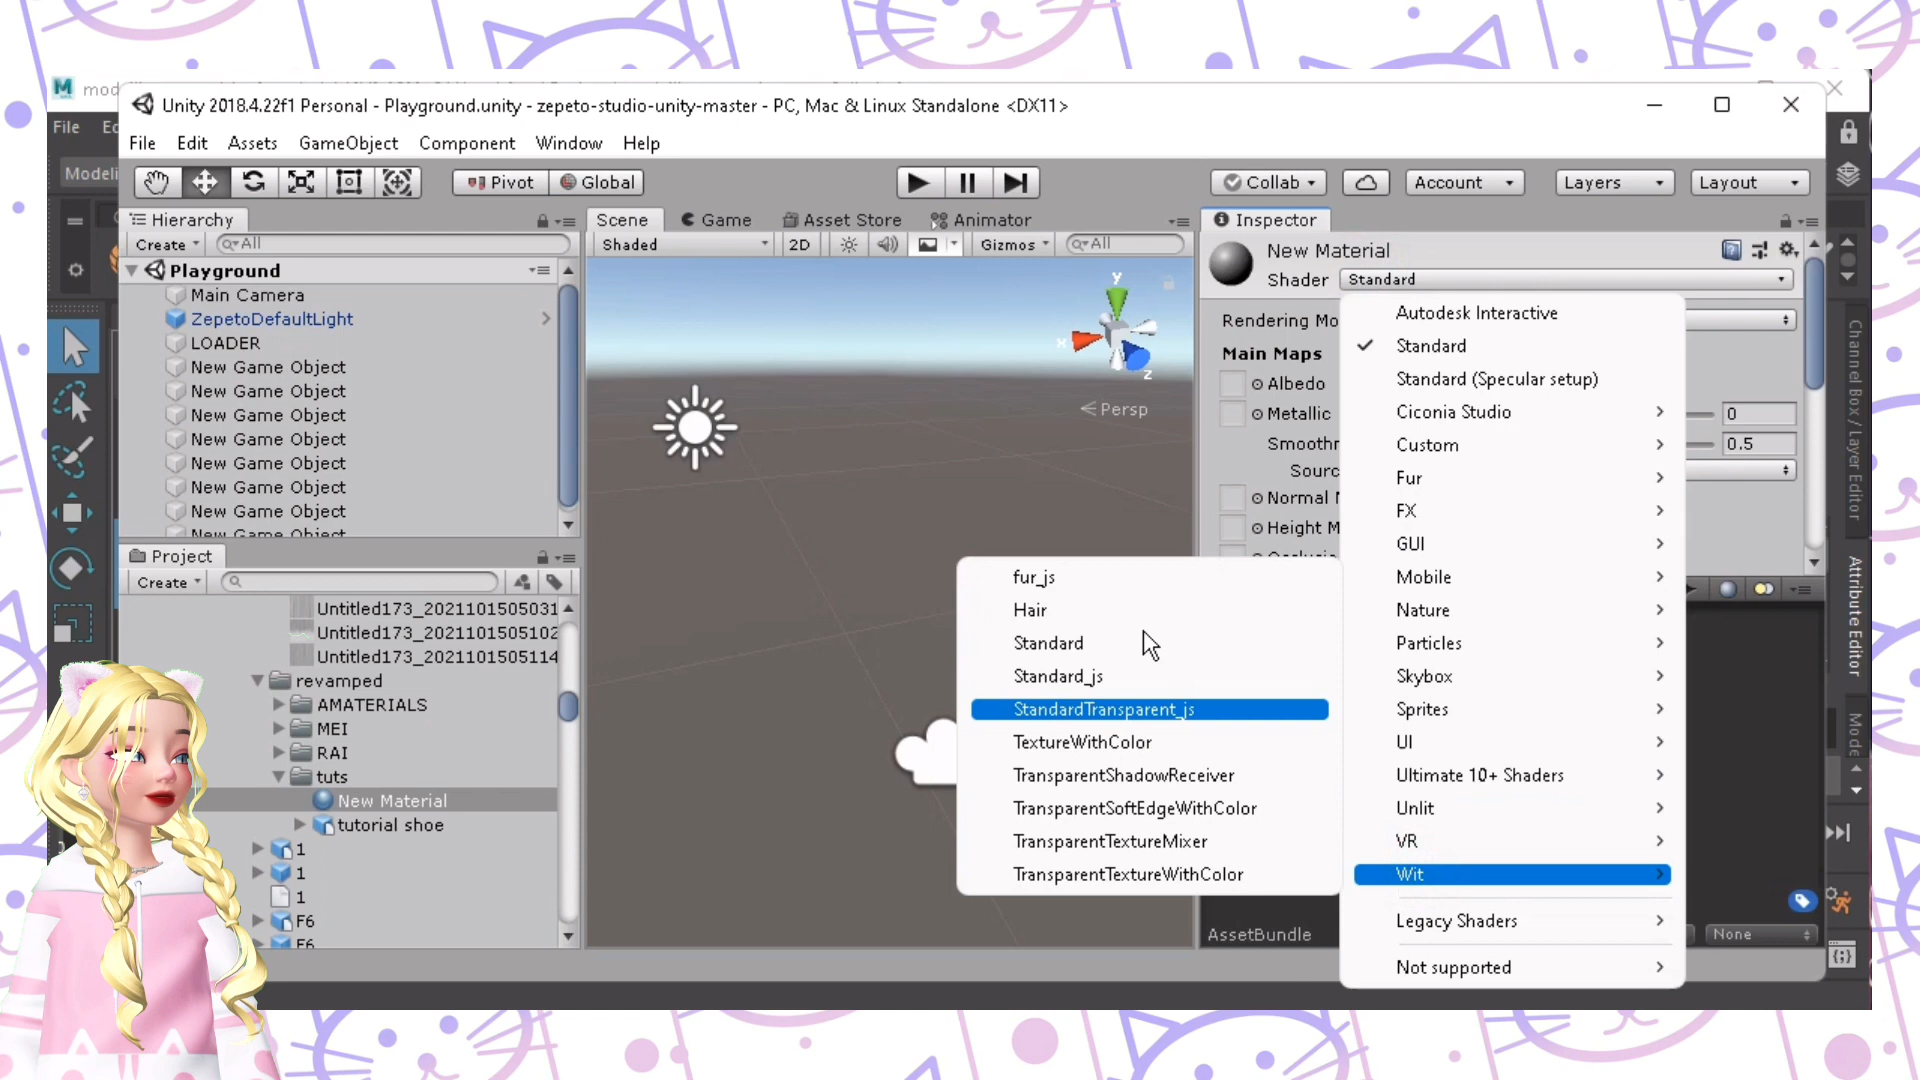 mod
Unity 2018.4.22f1 Personal - Playground.unity - zepeto-studio-unity-master - PC, Mac & Linux Standalone <DX11>
File
File Edit Assets GameObject Component Window Help
Modeli
Pivot Global
Collab Account Layers Layout
Hierarchy
Create All
Playground
Main Camera
ZepetoDefaultLight
LOADER
New Game Object
New Game Object
New Game Object
New Game Object
New Game Object
New Game Object
New Game Object
New Game Object
Scene Game Asset Store Animator
Shaded 2D Gizmos All
y
x
z
Persp
Project
Create
Untitled173_2021101505031
Untitled173_2021101505102
Untitled173_2021101505114
revamped
AMATERIALS
MEI
RAI
tuts
New Material
tutorial shoe
1
1
1
F6
F6
Inspector
New Material
Shader Standard
Rendering Mo
Main Maps
Albedo
Metallic 0
Smoothn 0.5
Sourc
Normal
Height M
AssetBundle None
Autodesk Interactive
Standard
Standard (Specular setup)
Ciconia Studio
Custom
Fur
FX
GUI
Mobile
Nature
Particles
Skybox
Sprites
UI
Ultimate 10+ Shaders
Unlit
VR
Wit
Legacy Shaders
Not supported
fur_js
Hair
Standard
Standard_js
StandardTransparent_js
TextureWithColor
TransparentShadowReceiver
TransparentSoftEdgeWithColor
TransparentTextureMixer
TransparentTextureWithColor
Channel Box / Layer Editor
Attribute Editor
Mode